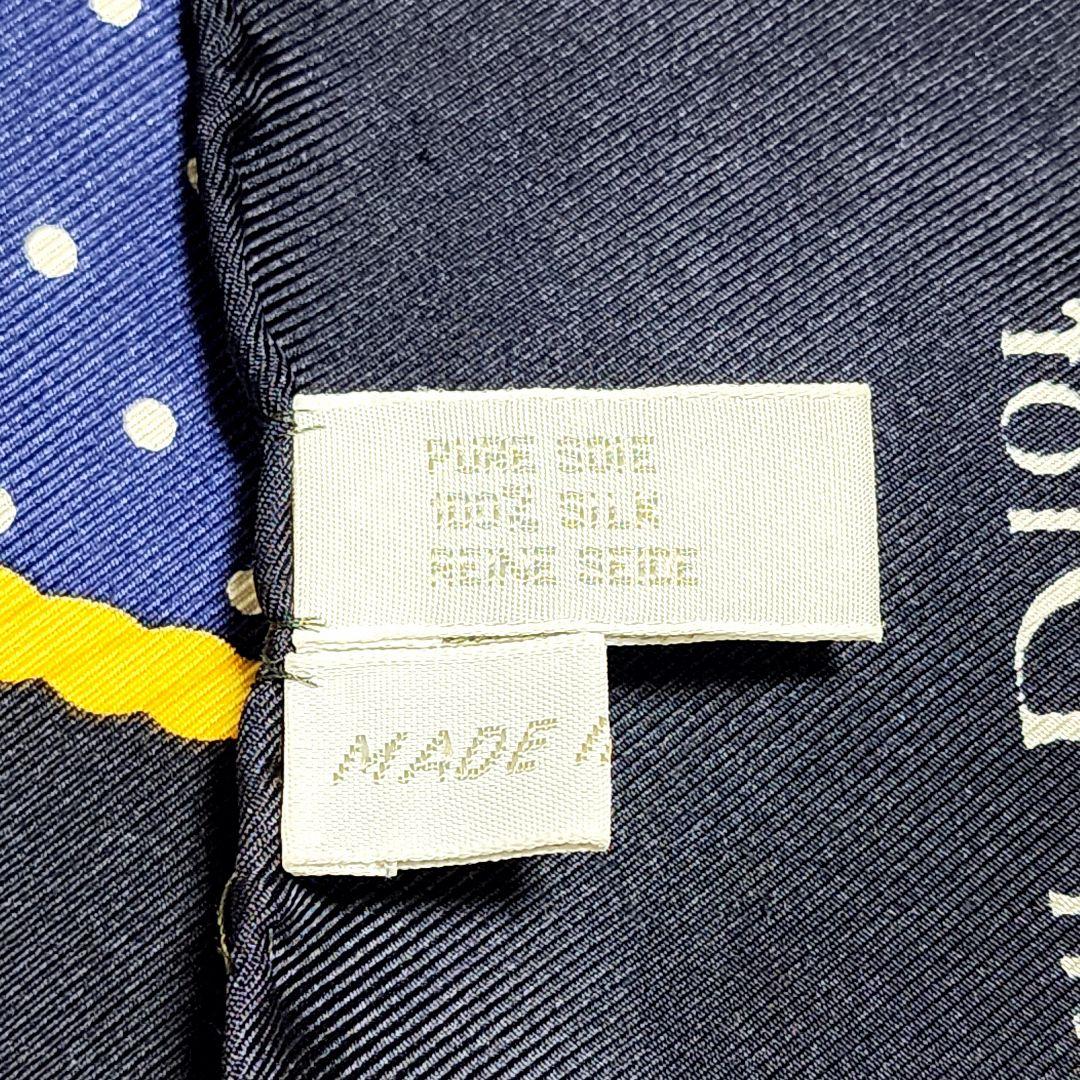 PURE SOIE
100% SILK
REINE SEIDE
MADE
Dior